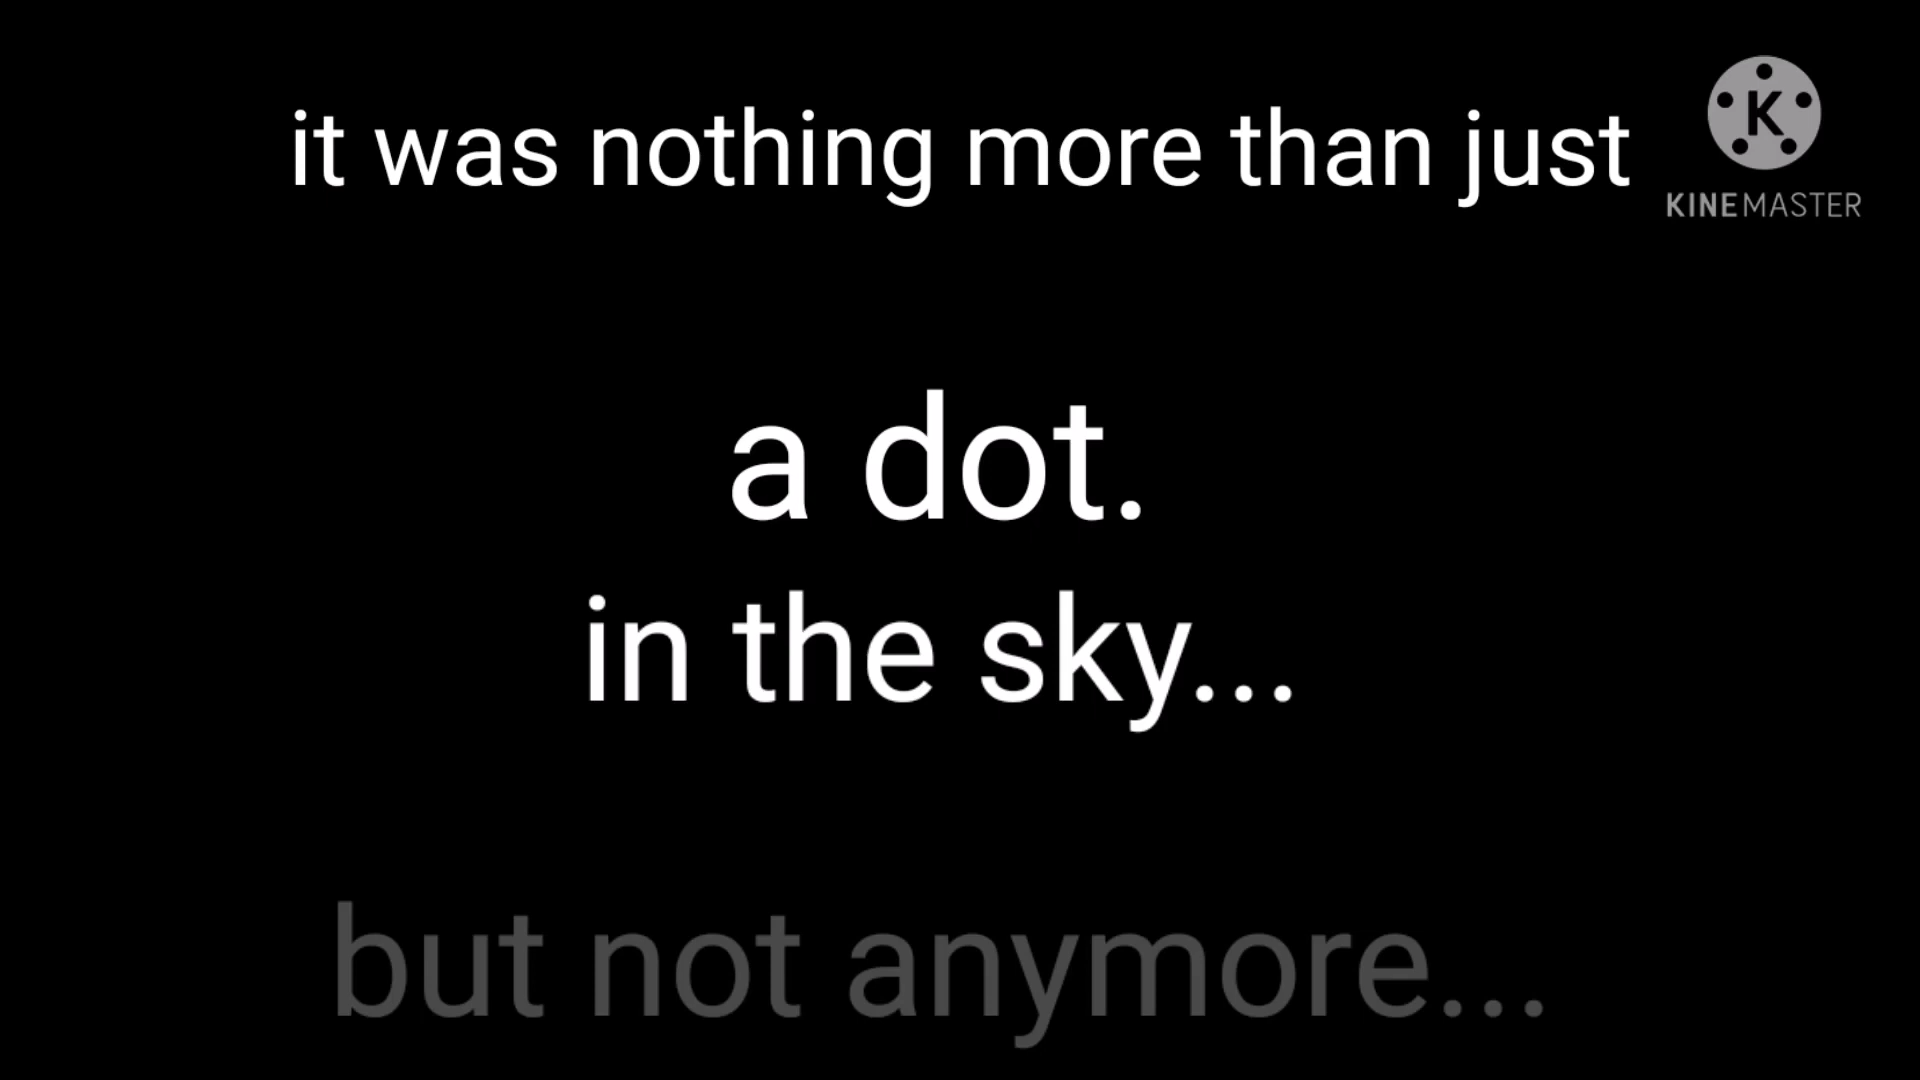 it was nothing more than just
K
KINEMASTER
a dot.
in the sky...
but not anymore...